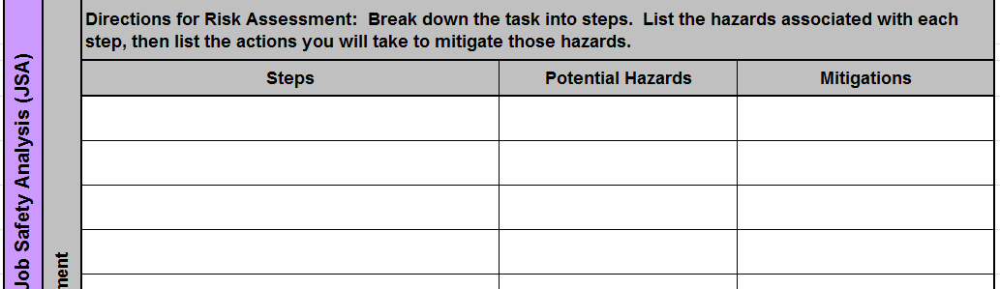 Directions for Risk Assessment:  Break down the task into steps.  List the hazards associated with each
step, then list the actions you will take to mitigate those hazards.
Steps
Potential Hazards
Mitigations
Job Safety Analysis (JSA)
ment